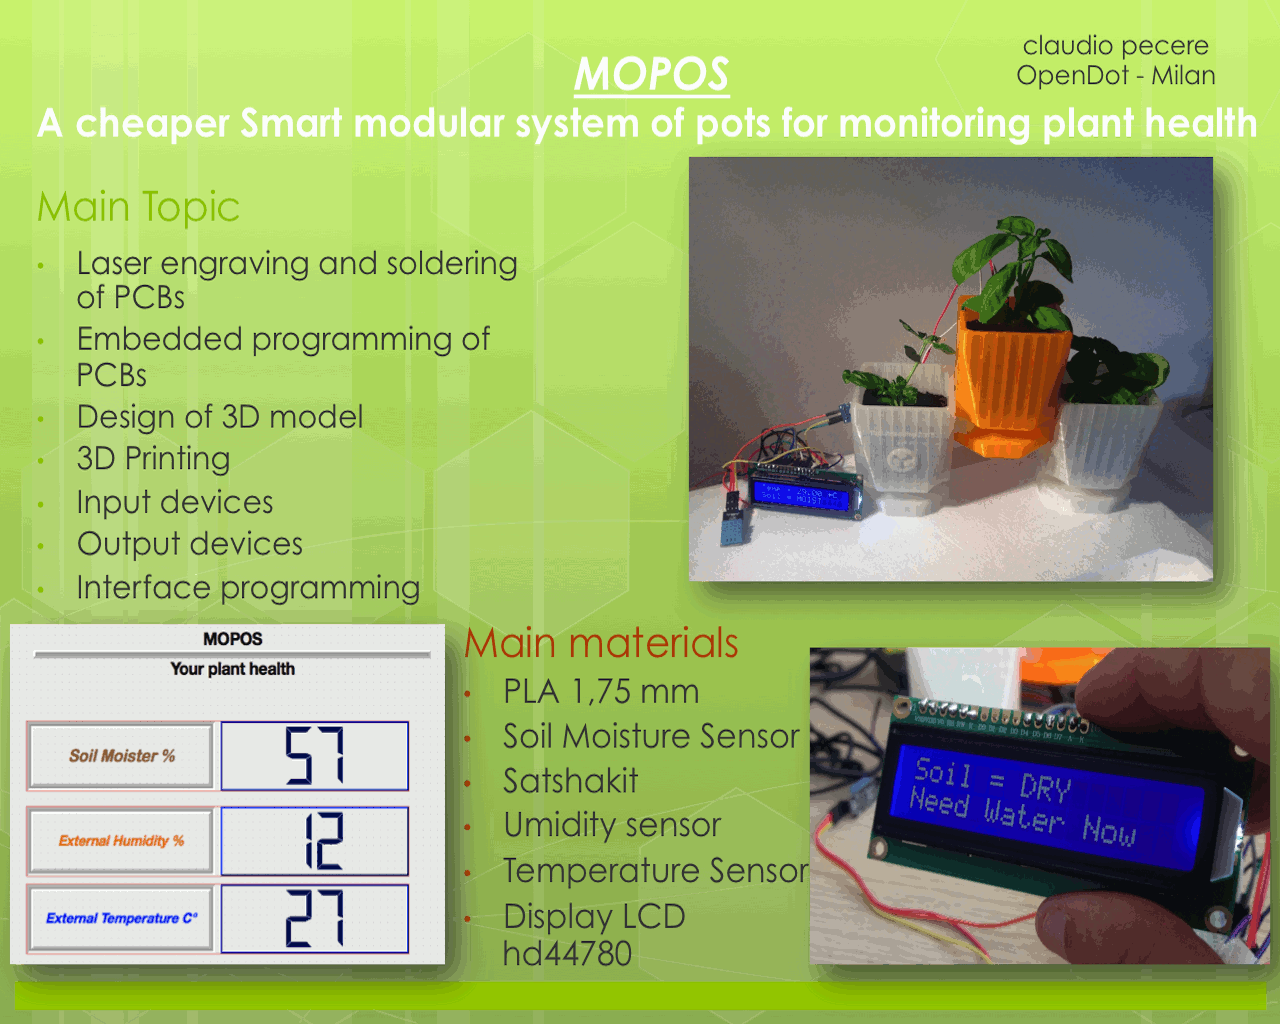 claudio pecere
OpenDot - Milan
MOPOS
A cheaper Smart modular system of pots for monitoring plant health
Main Topic
• Laser engraving and soldering
of PCBs
• Embedded programming of
PCBs
• Design of 3D model
• 3D Printing
• Input devices
• Output devices
• Interface programming
MOPOS
Your plant health
Soil Moister % 57
External Humidity % 12
External Temperature C° 27
Main materials
• PLA 1,75 mm
• Soil Moisture Sensor
• Satshakit
• Umidity sensor
• Temperature Sensor
• Display LCD
hd44780
Soil = DRY
Need Water Now